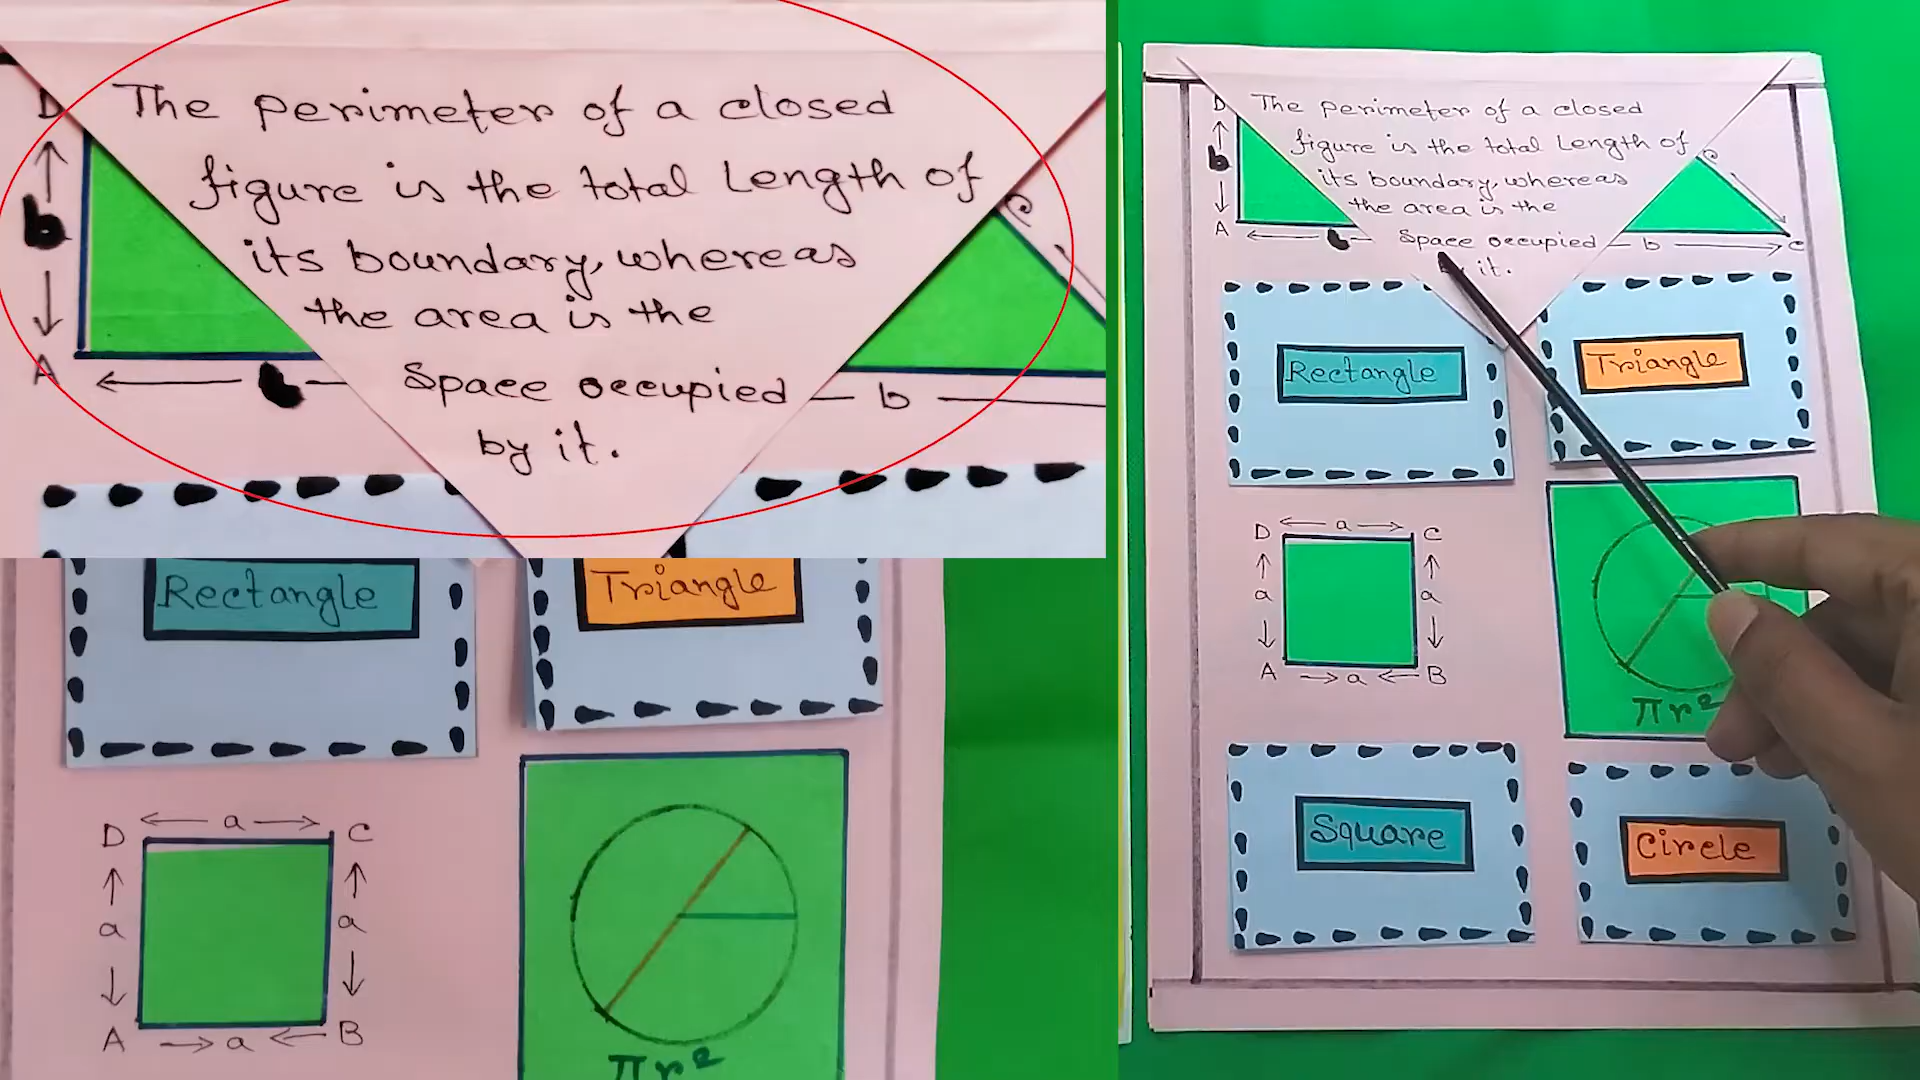 The perimeter of a closed
figure is the total Length of
its boundary, whereas
the area is the
Space occupied
by it.
D
b
A
b
c
Rectangle
Triangle
D a C
a a
A a B
πr²
The perimeter of a closed
figure is the total Length of
its boundary, whereas
the area is the
Space occupied
it.
D
b
A
b
c
C
Rectangle
Triangle
D a C
a a
A a B
πr²
Square
Circle